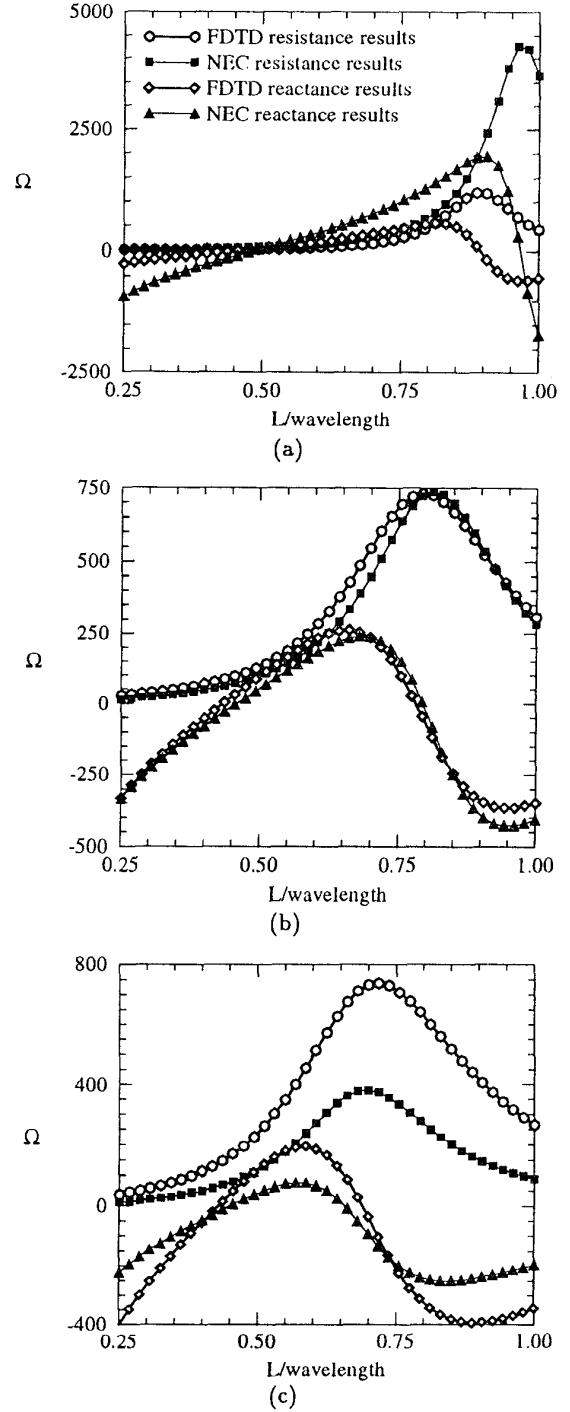 5000
FDTD resistance results
NEC resistance results
FDTD reactance results
NEC reactance results
2500
Ω
0
-2500
0.25 0.50 0.75 1.00
L/wavelength
(a)
750
500
250
Ω
0
-250
-500
0.25 0.50 0.75 1.00
L/wavelength
(b)
800
400
Ω
0
-400
0.25 0.50 0.75 1.00
L/wavelength
(c)